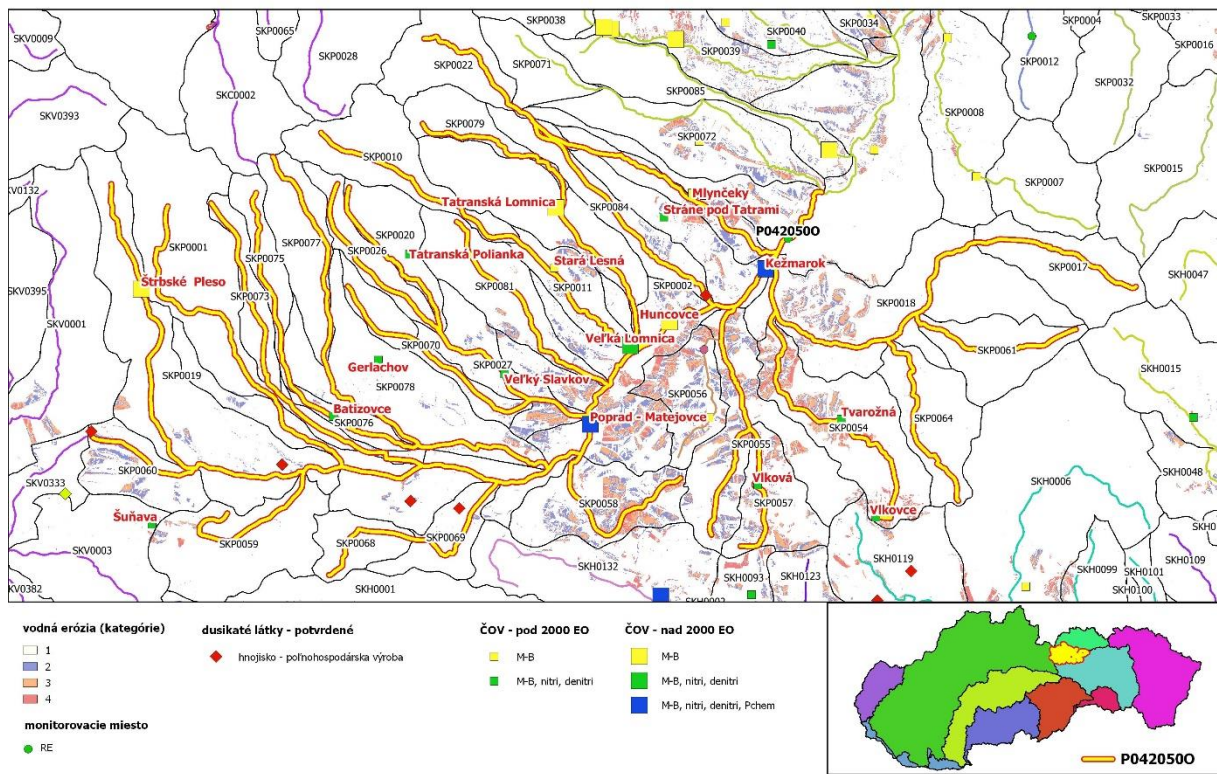 SKP0038
SKP0034
SKP0004
SKP0033
SKV0009
SKP0065
SKP0028
SKP0022
SKP0071
SKP0039
SKP0040
SKP0012
SKP0016
SKC0002
SKP0085
SKP0032
SKV0393
SKP0079
SKP0072
SKP0008
SKP0010
SKP0015
SKV0132
SKP0007
Mlynčeky
Tatranská Lomnica
SKP0084
Stráne pod Tatrami
SKP0001
SKP0075
SKP0077
SKP0020
SKP0026
P042050O
Tatranská Polianka
Stará Lesná
Kežmarok
SKP0017
SKH0047
Štrbské Pleso
SKV0395
SKP0073
SKP0081
SKP0011
SKP0002
SKP0018
SKV0001
Huncovce
SKP0061
Veľká Lomnica
SKP0070
SKP0019
Gerlachov
SKP0027
SKH0015
SKP0078
Veľký Slavkov
SKP0056
Batizovce
SKP0076
Poprad - Matejovce
Tvarožná
SKP0054
SKP0064
SKP0055
SKP0060
SKH0048
SKV0333
Vlková
SKH0006
SKP0058
SKP0057
Šuňava
Vlkovce
SKP0059
SKP0068
SKP0069
SKV0003
SKH0119
SKH0109
SKH0132
SKH0099
SKH0101
SKV0382
SKH0001
SKH0093
SKH0123
SKH0100
vodná erózia (kategórie)
1
2
3
4
monitorovacie miesto
RE
dusikaté látky - potvrdené
hnojisko - poľnohospodárska výroba
ČOV - pod 2000 EO
M-B
M-B, nitri, denitri
ČOV - nad 2000 EO
M-B
M-B, nitri, denitri
M-B, nitri, denitri, Pchem
P042050O